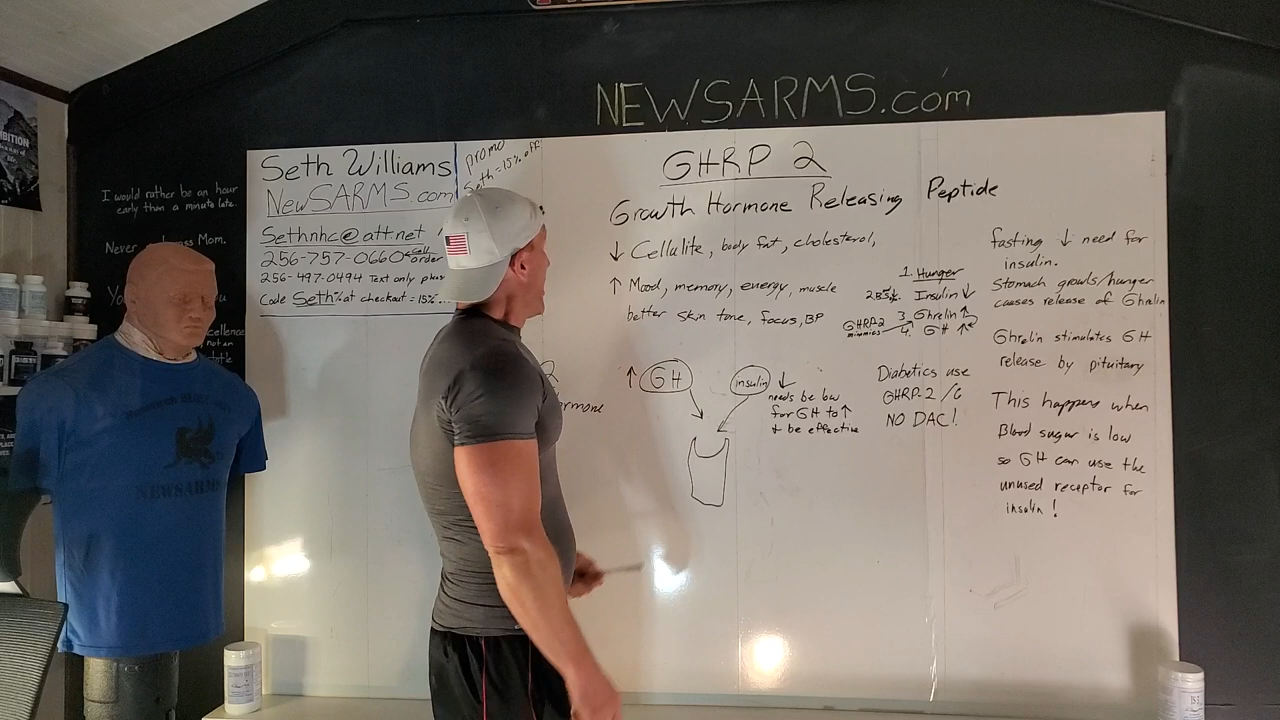 NEWSARMS.com
Seth Williams
NewSARMS.com
promo
Seth = 15% off
Sethnhc@att.net
256-757-0660 Call order
256-497-0494 Text only
Code Seth at checkout = 15%
GHRP 2
Growth Hormone Releasing Peptide
↓ Cellulite, body fat, cholesterol,
↑ Mood, memory, energy, muscle
better skin tone, focus, BP
1. Hunger
Insulin ↓
3. Ghrelin ↑
GHRP-2
4. GH ↑
↑ GH
insulin ↓
needs be low
for GH to ↑
+ be effective
Diabetics use
GHRP-2/6
NO DAC!
fasting ↓ need for
insulin.
Stomach growls/hunger
causes release of Ghrelin
Ghrelin stimulates GH
release by pituitary
This happens when
Blood sugar is low
so GH can use the
unused receptor for
insulin!
2
ormone
I would rather be an hour
early than a minute late.
Never
Mom.
NEWSARMS